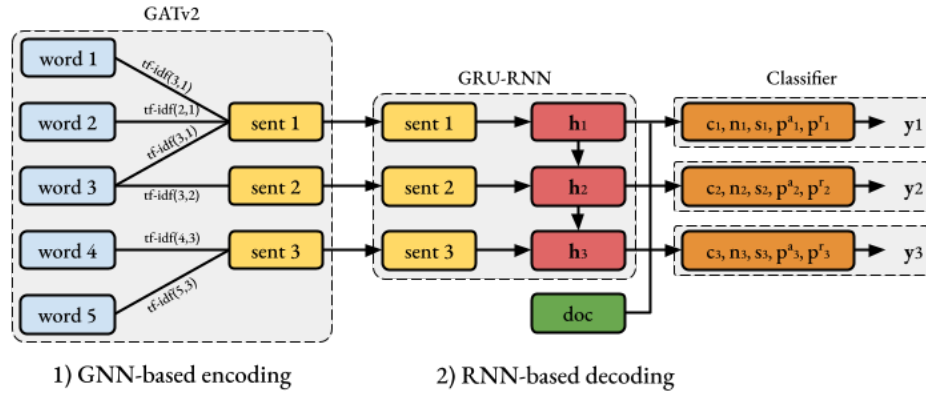 GATv2
word 1
word 2
word 3
word 4
word 5
tf-idf(3,1)
tf-idf(2,1)
tf-idf(3,1)
tf-idf(3,2)
tf-idf(4,3)
tf-idf(5,3)
sent 1
sent 2
sent 3
GRU-RNN
sent 1
sent 2
sent 3
h₁
h₂
h₃
doc
Classifier
c₁, n₁, s₁, pᵃ₁, pʳ₁
y1
c₂, n₂, s₂, pᵃ₂, pʳ₂
y2
c₃, n₃, s₃, pᵃ₃, pʳ₃
y3
1) GNN-based encoding
2) RNN-based decoding